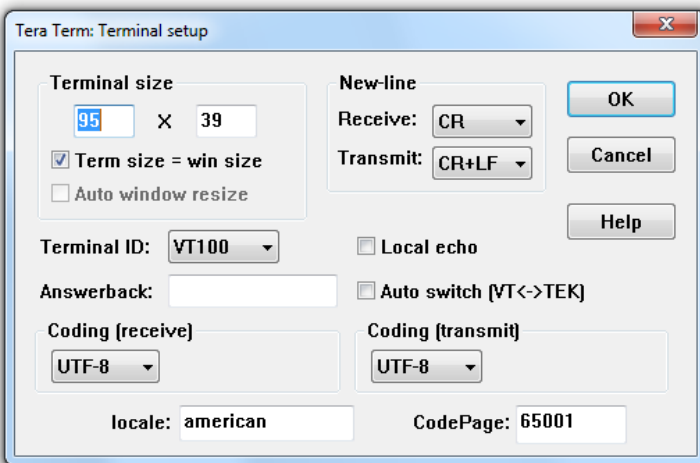 Tera Term: Terminal setup
Terminal size
95 X 39
Term size = win size
Auto window resize
New-line
Receive: CR
Transmit: CR+LF
OK
Cancel
Help
Terminal ID: VT100
Local echo
Answerback:
Auto switch (VT<->TEK)
Coding (receive)
UTF-8
Coding (transmit)
UTF-8
locale: american
CodePage: 65001